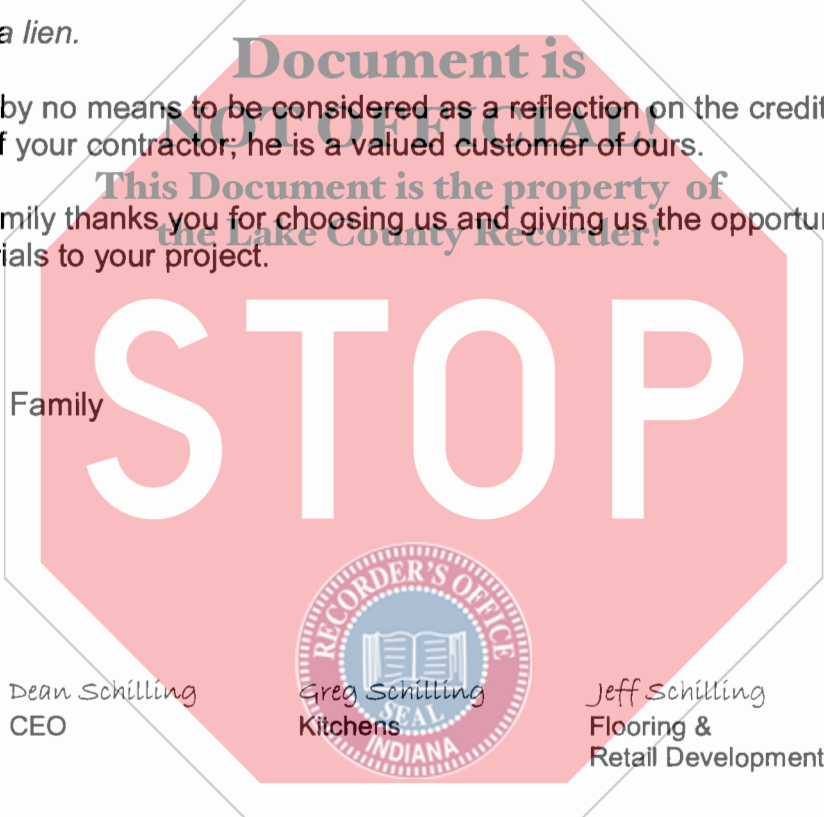 a lien.
Document is
by no means to be considered as a reflection on the credit
NOT OFFICIAL!
f your contractor; he is a valued customer of ours.
This Document is the property of
mily thanks you for choosing us and giving us the opportu
the Lake County Recorder!
ials to your project.
STOP
Family
RECORDER'S OFFICE
SEAL
INDIANA
Dean Schilling
Greg Schilling
Jeff Schilling
CEO
Kitchens
Flooring &
Retail Development